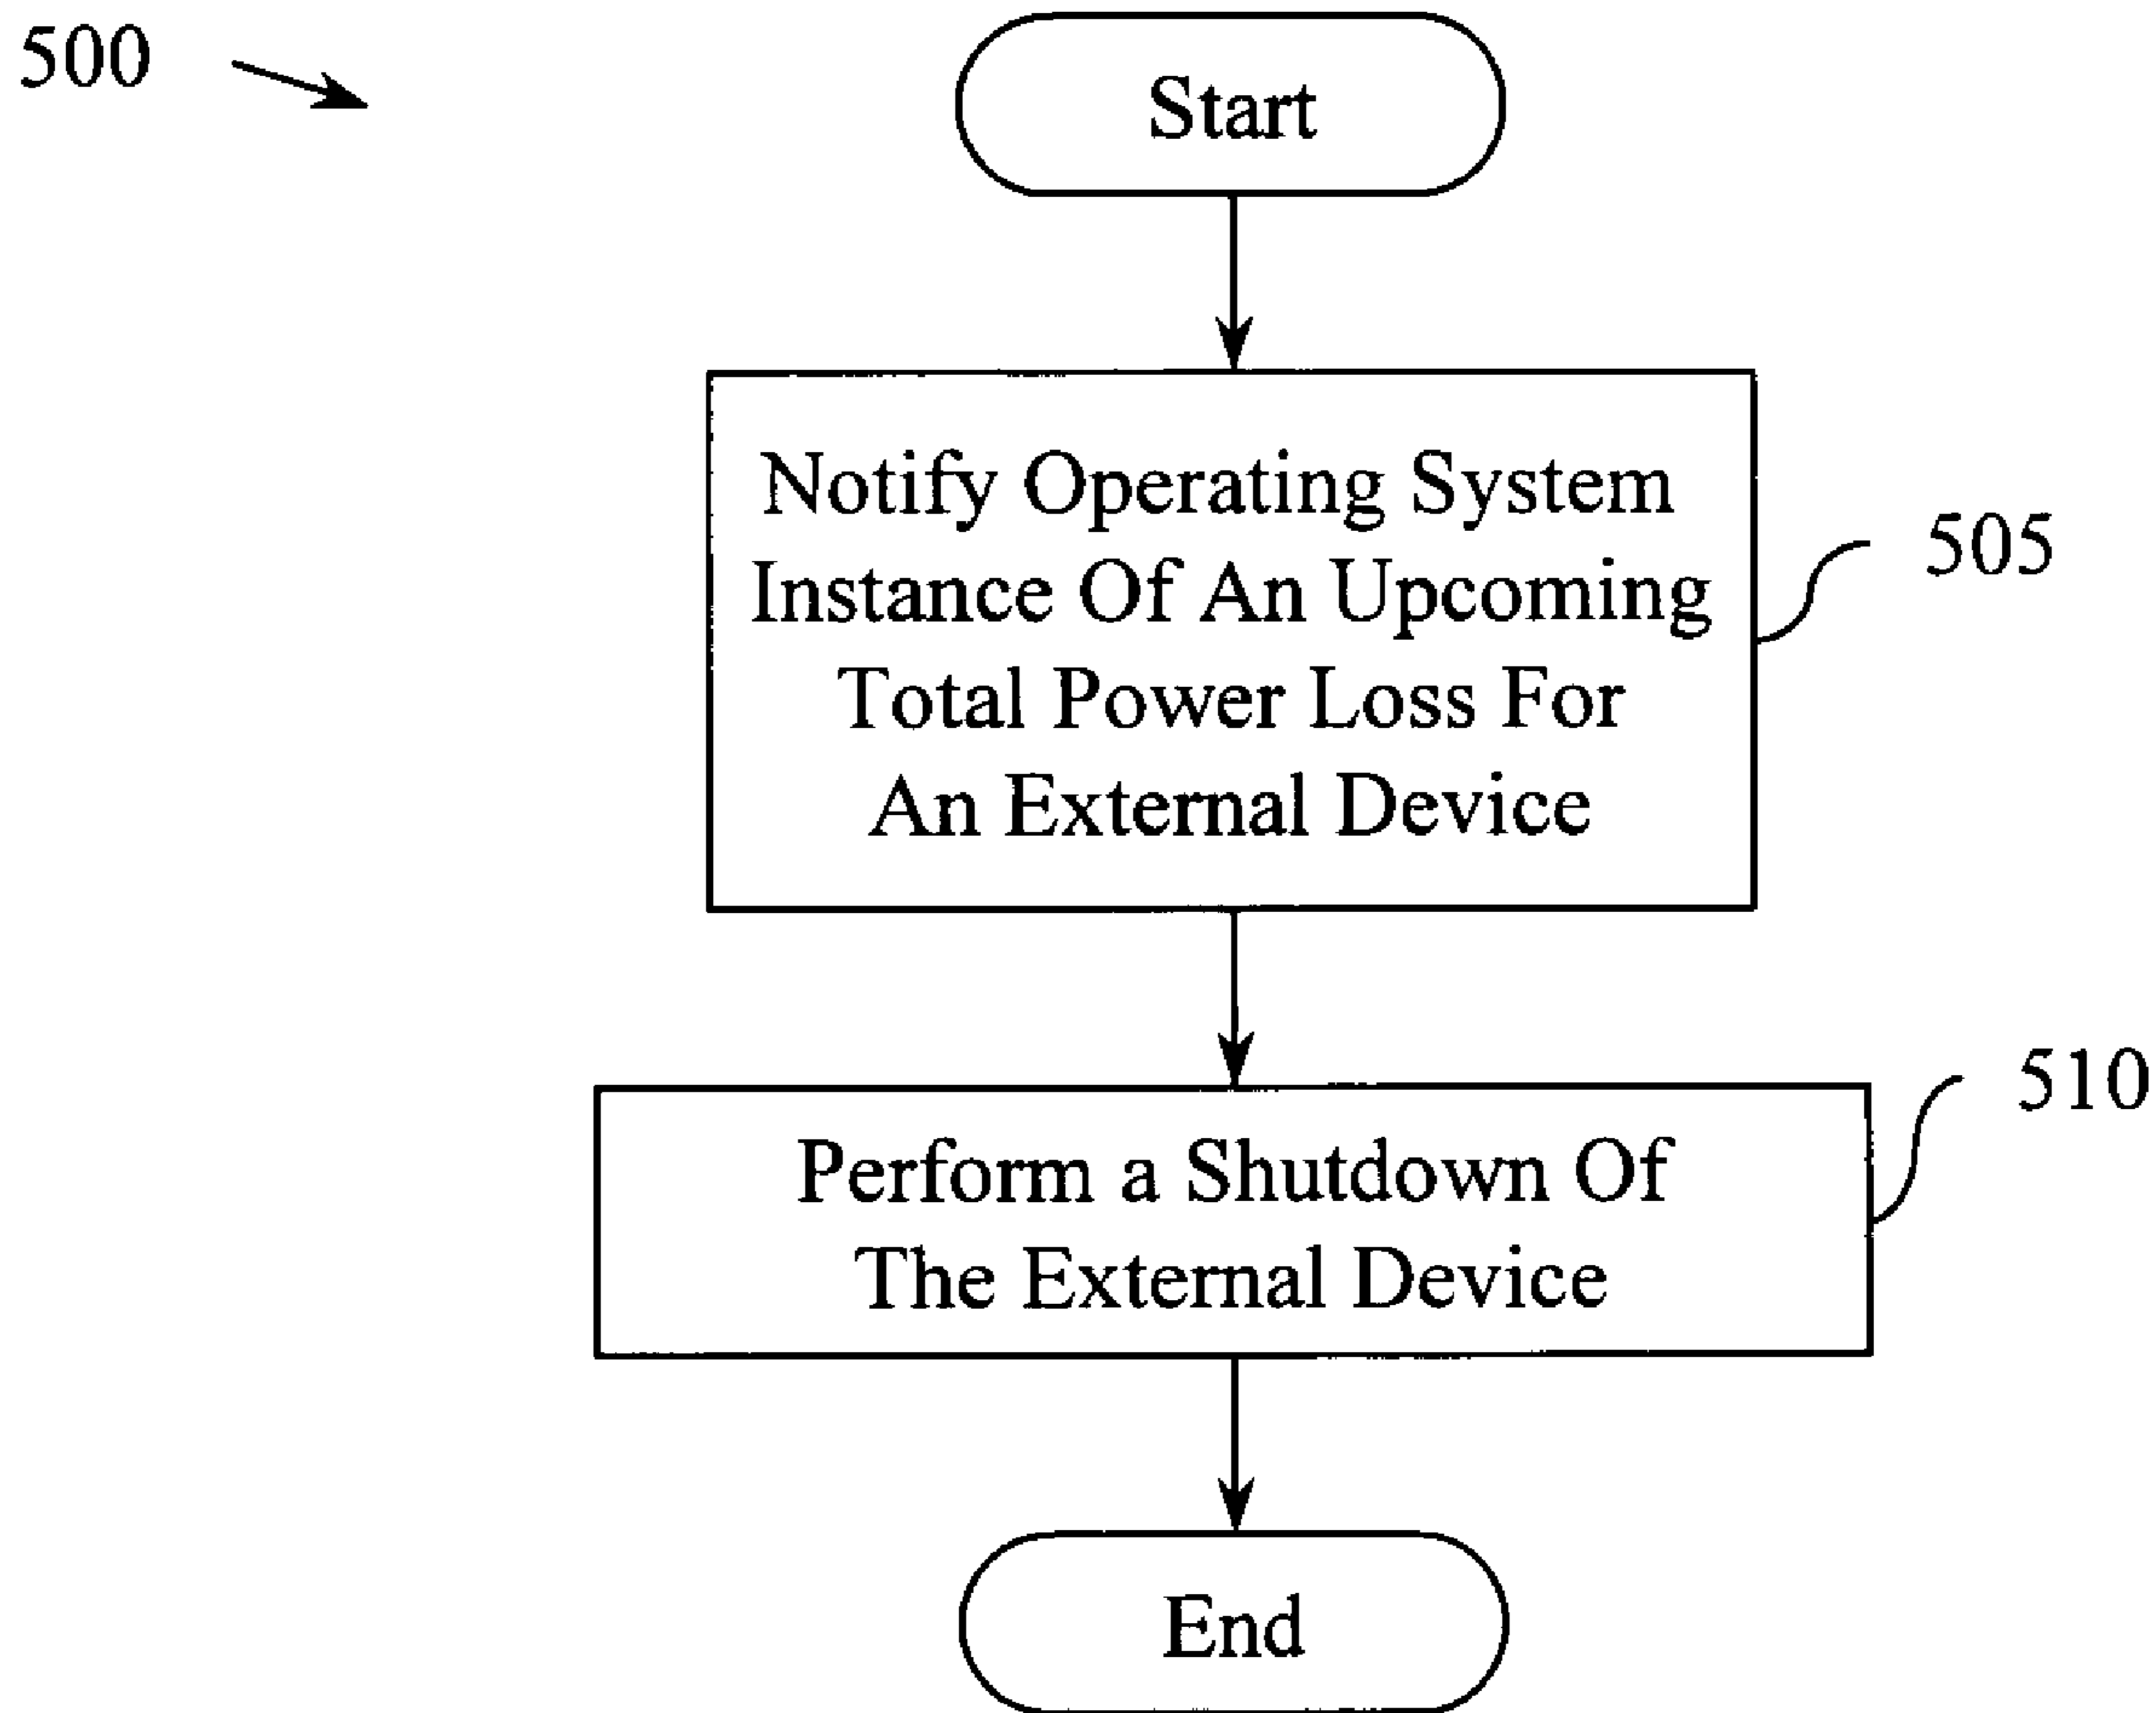 500
Start
Notify Operating System
Instance Of An Upcoming
Total Power Loss For
An External Device
505
Perform a Shutdown Of
The External Device
510
End